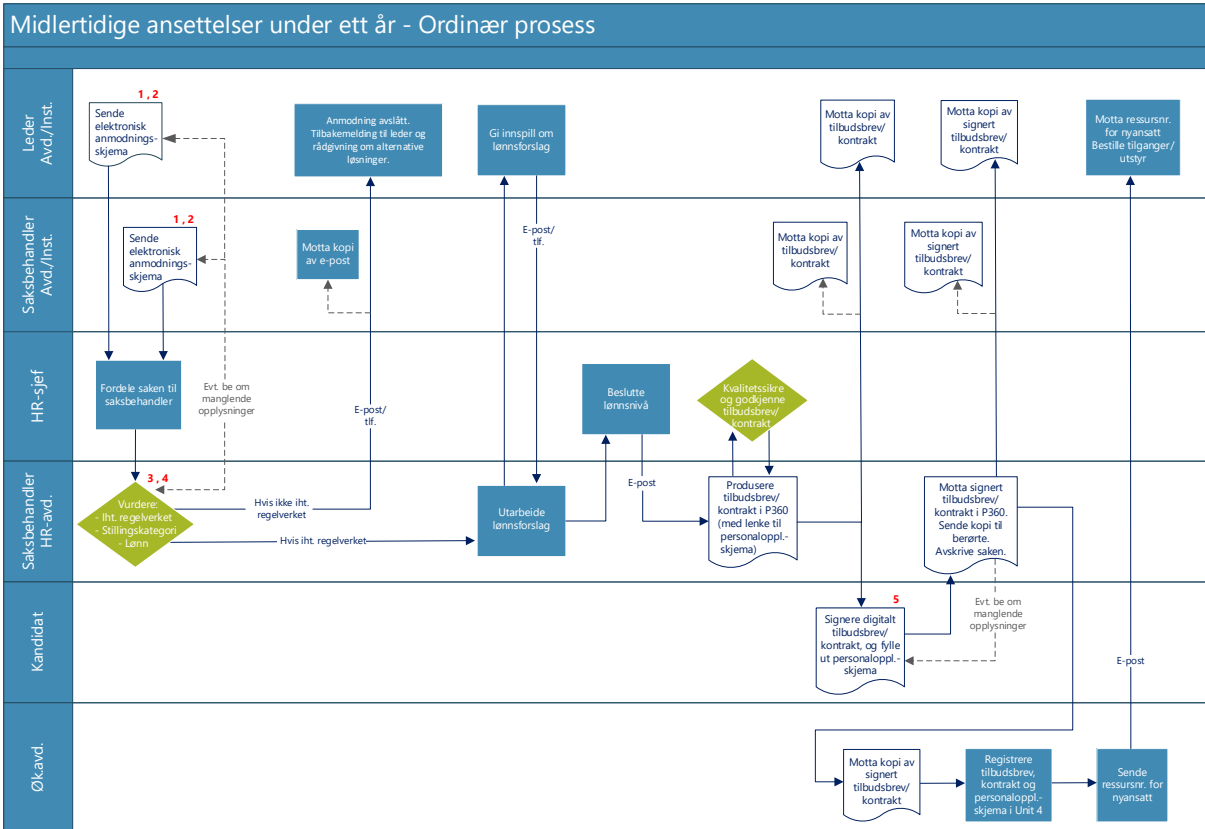 Midlertidige ansettelser under ett år - Ordinær prosess
Leder
Avd./Inst.
1 , 2
Sende
elektronisk
anmodnings-
skjema
Anmodning avslått.
Tilbakemelding til leder og
rådgivning om alternative
løsninger.
Gi innspill om
lønnsforslag
Motta kopi av
tilbudsbrev/
kontrakt
Motta kopi av
signert
tilbudsbrev/
kontrakt
Motta ressursnr.
for nyansatt
Bestille tilganger/
utstyr
Saksbehandler
Avd./Inst.
1 , 2
Sende
elektronisk
anmodnings-
skjema
Motta kopi
av e-post
E-post/
tlf.
Motta kopi av
tilbudsbrev/
kontrakt
Motta kopi av
signert
tilbudsbrev/
kontrakt
HR-sjef
Fordele saken til
saksbehandler
Evt. be om
manglende
opplysninger
E-post/
tlf.
Beslutte
lønnsnivå
Kvalitetssikre
og godkjenne
tilbudsbrev/
kontrakt
Saksbehandler
HR-avd.
3 , 4
Vurdere:
- Iht. regelverket
- Stillingskategori
- Lønn
Hvis ikke iht.
regelverket
Hvis iht. regelverket
Utarbeide
lønnsforslag
E-post
Produsere
tilbudsbrev/
kontrakt i P360
(med lenke til
personaloppl.-
skjema)
Motta signert
tilbudsbrev/
kontrakt i P360.
Sende kopi til
berørte.
Avskrive saken.
Kandidat
5
Signere digitalt
tilbudsbrev/
kontrakt, og fylle
ut personaloppl.-
skjema
Evt. be om
manglende
opplysninger
E-post
Øk.avd.
Motta kopi av
signert
tilbudsbrev/
kontrakt
Registrere
tilbudsbrev,
kontrakt og
personaloppl.-
skjema i Unit 4
Sende
ressursnr. for
nyansatt